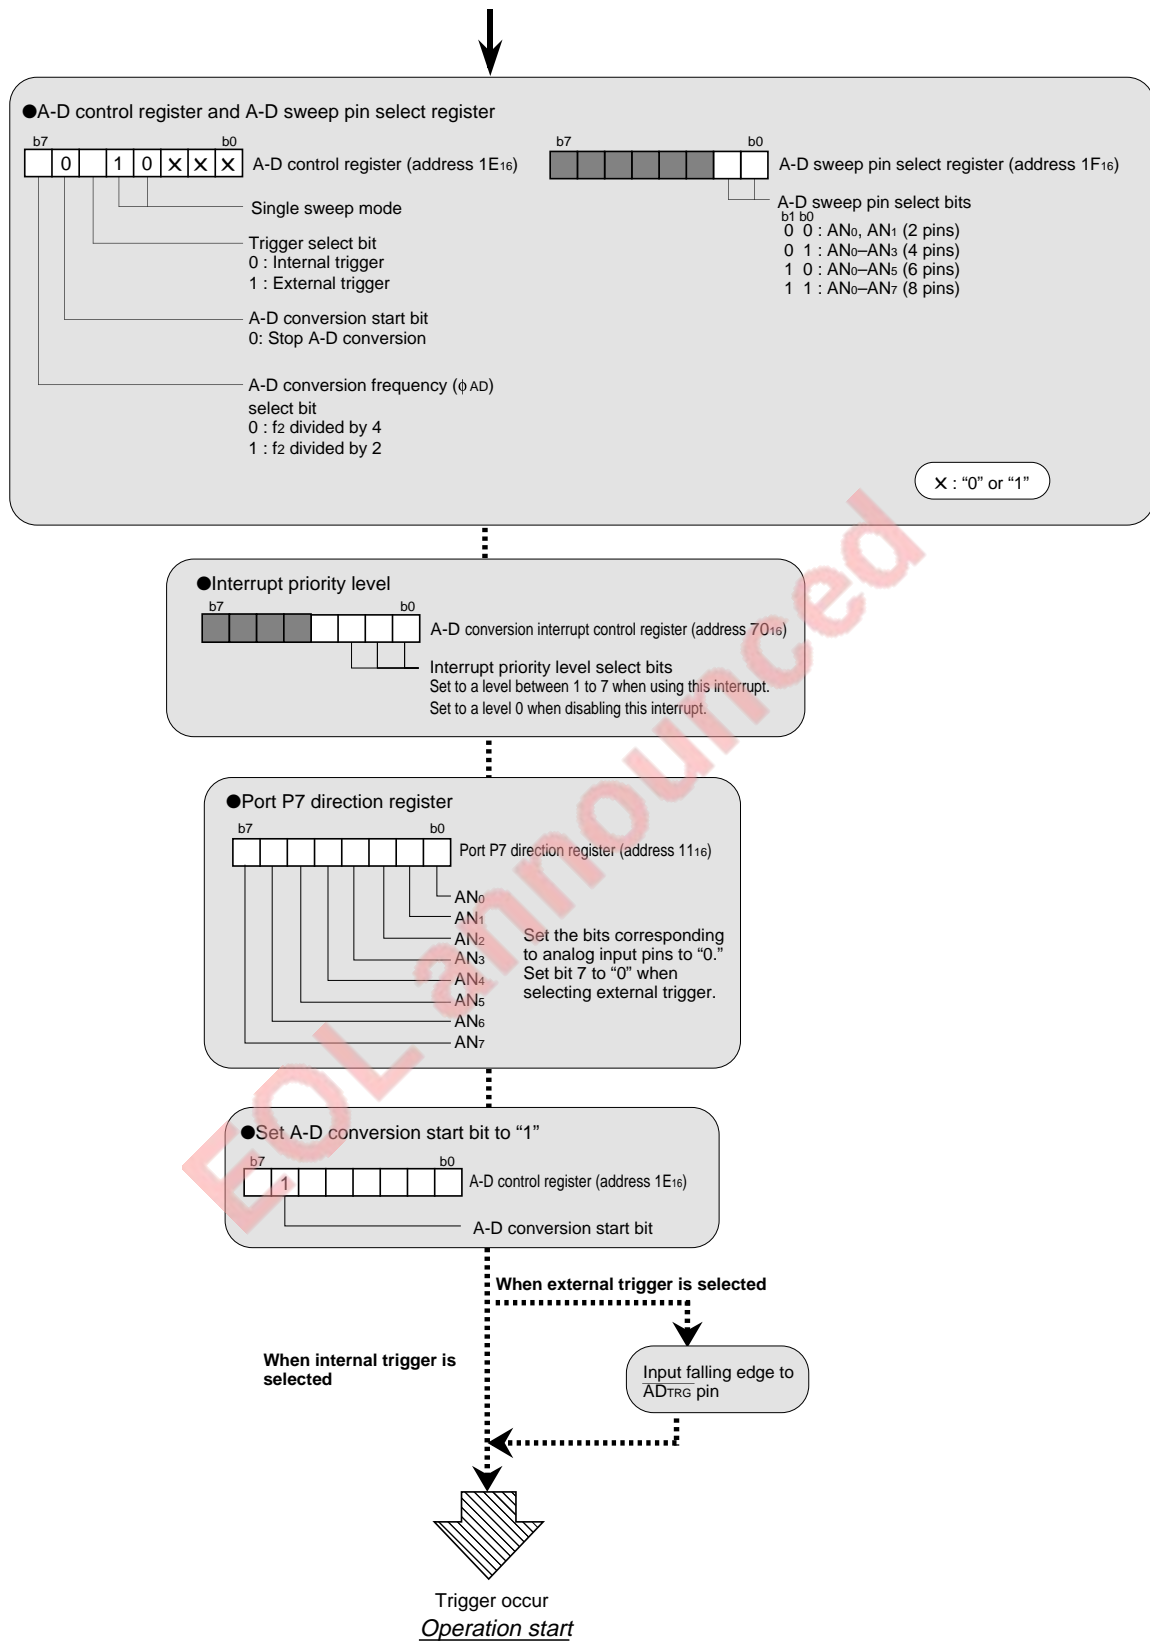 ●A-D control register and A-D sweep pin select register
b7 b0
0 1 0 × × × A-D control register (address 1E16)
Single sweep mode
Trigger select bit
0 : Internal trigger
1 : External trigger
A-D conversion start bit
0: Stop A-D conversion
A-D conversion frequency (ϕ AD)
select bit
0 : f2 divided by 4
1 : f2 divided by 2
b7 b0
A-D sweep pin select register (address 1F16)
A-D sweep pin select bits
b1 b0
0 0 : AN0, AN1 (2 pins)
0 1 : AN0–AN3 (4 pins)
1 0 : AN0–AN5 (6 pins)
1 1 : AN0–AN7 (8 pins)
× : “0” or “1”
●Interrupt priority level
b7 b0
A-D conversion interrupt control register (address 7016)
Interrupt priority level select bits
Set to a level between 1 to 7 when using this interrupt.
Set to a level 0 when disabling this interrupt.
●Port P7 direction register
b7 b0
Port P7 direction register (address 1116)
AN0
AN1
AN2
AN3
AN4
AN5
AN6
AN7
Set the bits corresponding
to analog input pins to “0.”
Set bit 7 to “0” when
selecting external trigger.
●Set A-D conversion start bit to “1”
b7 b0
1 A-D control register (address 1E16)
A-D conversion start bit
When external trigger is selected
When internal trigger is
selected
Input falling edge to
ADTRG pin
Trigger occur
Operation start
EOL announced